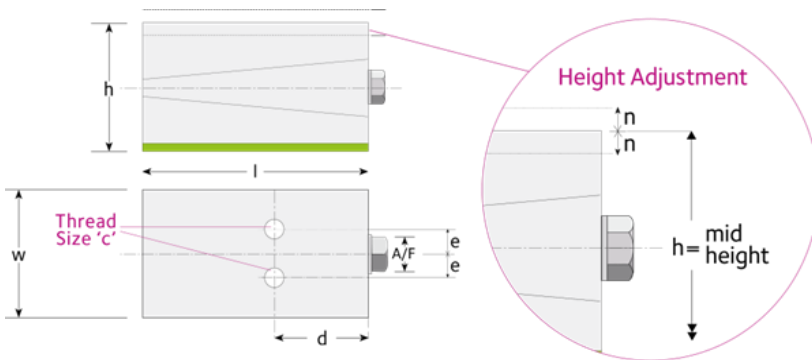 h
l
Thread
Size 'c'
w
e
A/F
e
d
Height Adjustment
n
n
h= mid
height